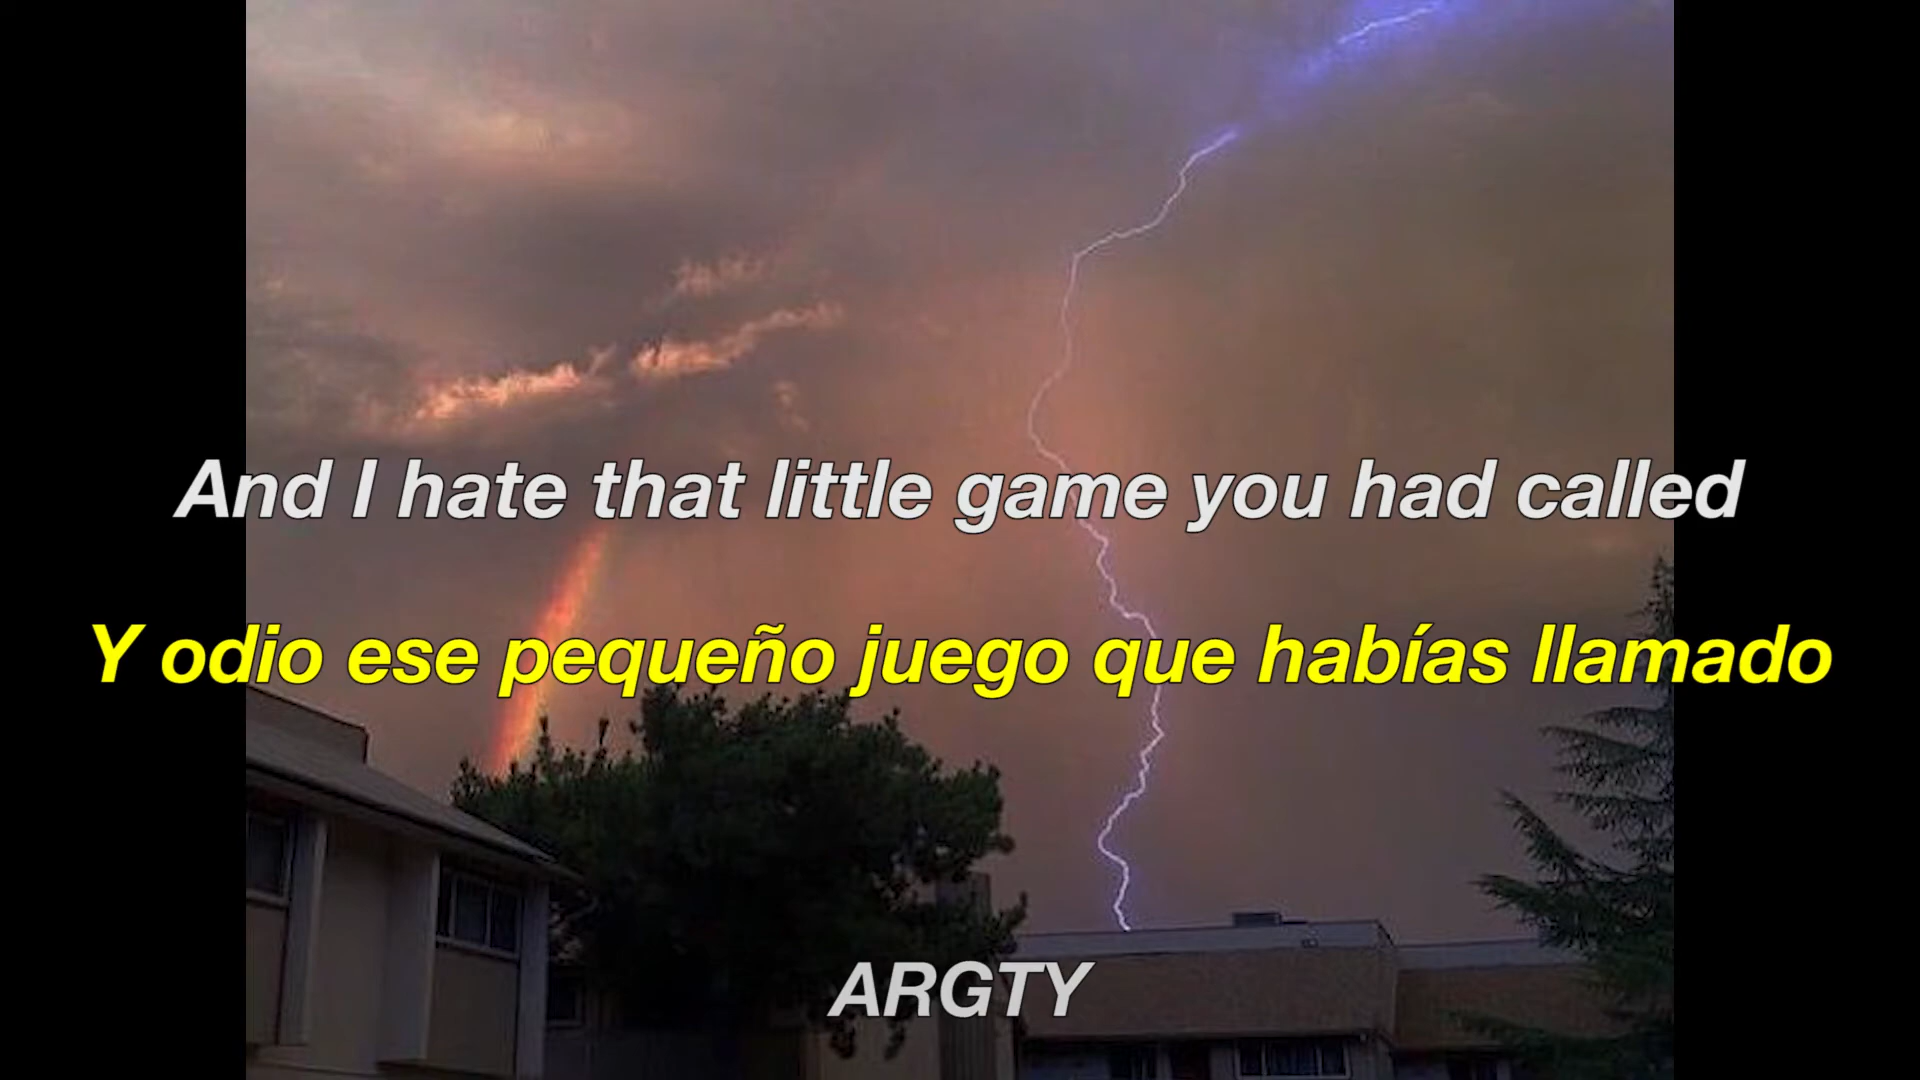 And I hate that little game you had called
Y odio ese pequeño juego que habías llamado
ARGTY